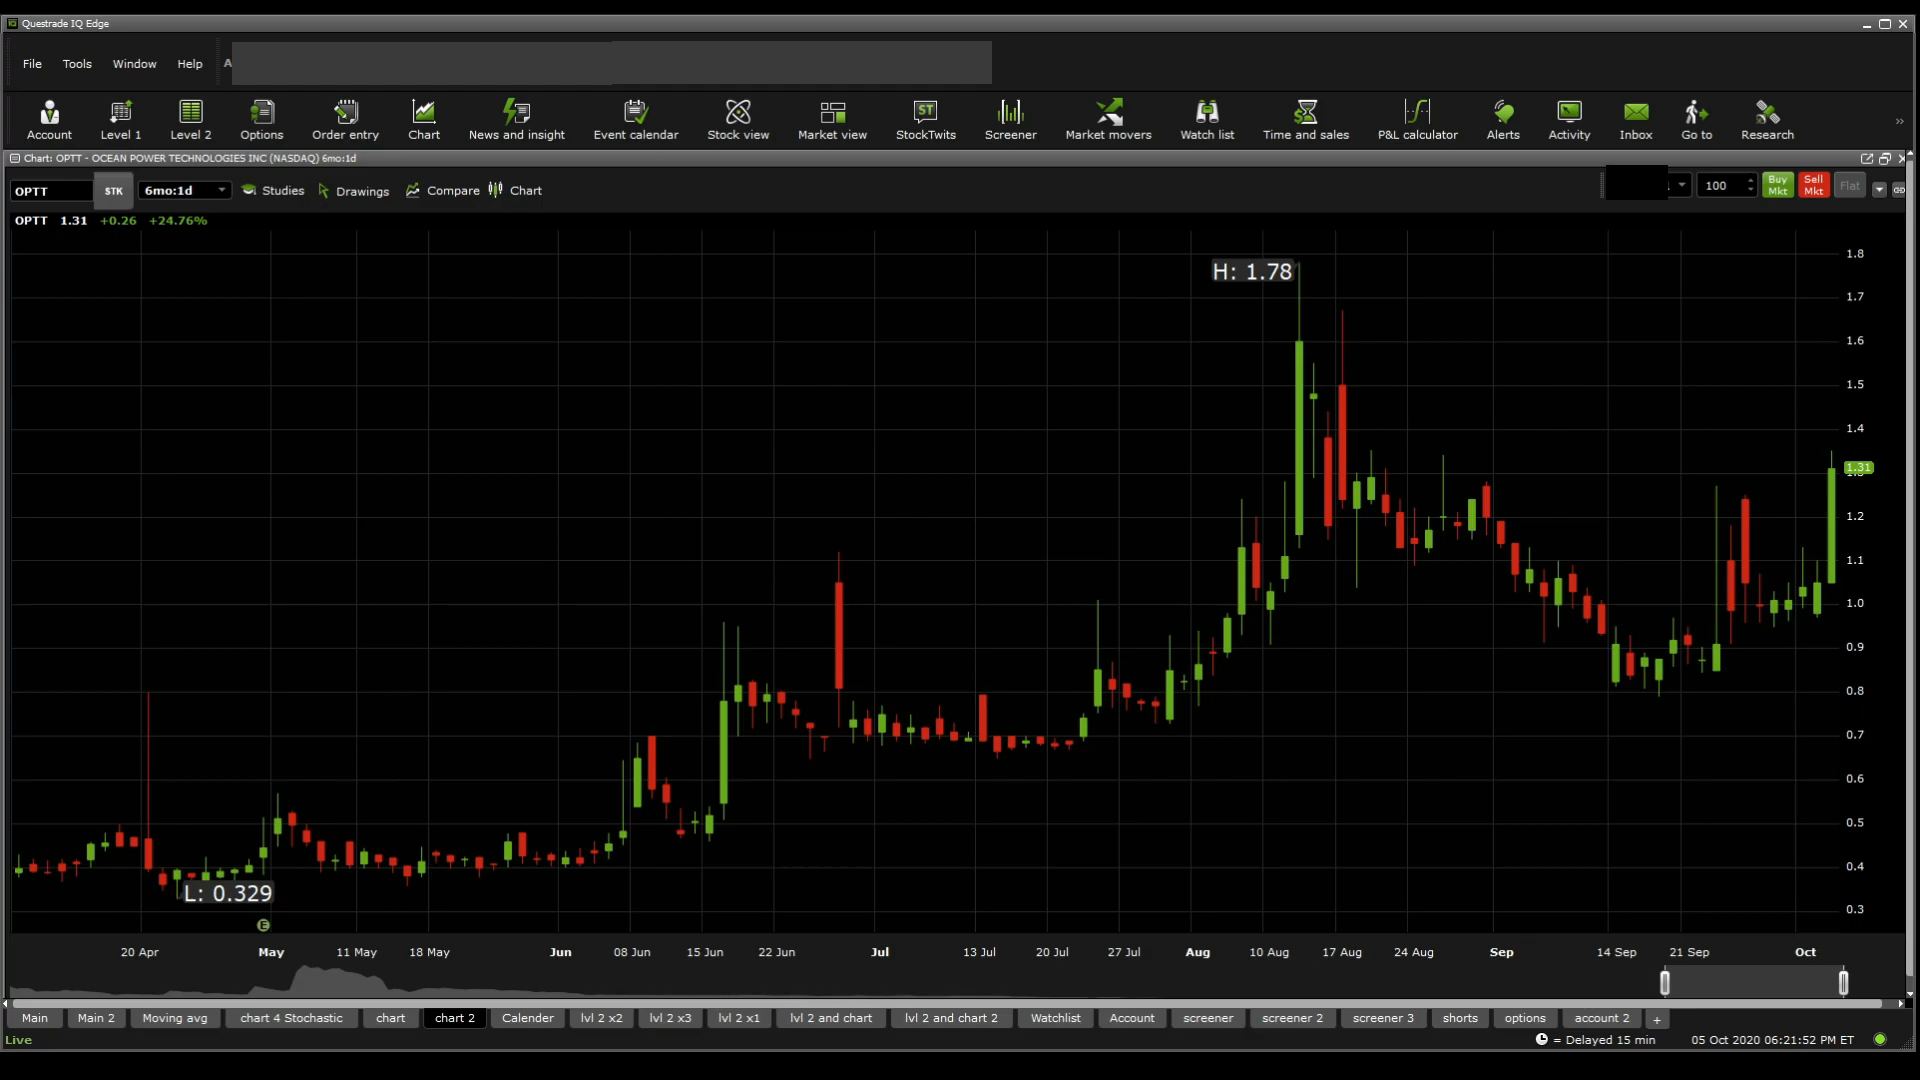 Questrade IQ Edge
File Tools Window Help A
Account Level 1 Level 2 Options Order entry Chart News and insight Event calendar Stock view Market view StockTwits Screener Market movers Watch list Time and sales P&L calculator Alerts Activity Inbox Go to Research »
Chart: OPTT - OCEAN POWER TECHNOLOGIES INC (NASDAQ) 6mo:1d
OPTT STK 6mo:1d Studies Drawings Compare Chart 100 Buy Mkt Sell Mkt Flat
OPTT 1.31 +0.26 +24.76%
1.8
H: 1.78
1.7
1.6
1.5
1.4
1.31
1.2
1.1
1.0
0.9
0.8
0.7
0.6
0.5
0.4
L: 0.329
0.3
E
20 Apr May 11 May 18 May Jun 08 Jun 15 Jun 22 Jun Jul 13 Jul 20 Jul 27 Jul Aug 10 Aug 17 Aug 24 Aug Sep 14 Sep 21 Sep Oct
Main Main 2 Moving avg chart 4 Stochastic chart chart 2 Calender lvl 2 x2 lvl 2 x3 lvl 2 x1 lvl 2 and chart lvl 2 and chart 2 Watchlist Account screener screener 2 screener 3 shorts options account 2 +
Live = Delayed 15 min 05 Oct 2020 06:21:52 PM ET